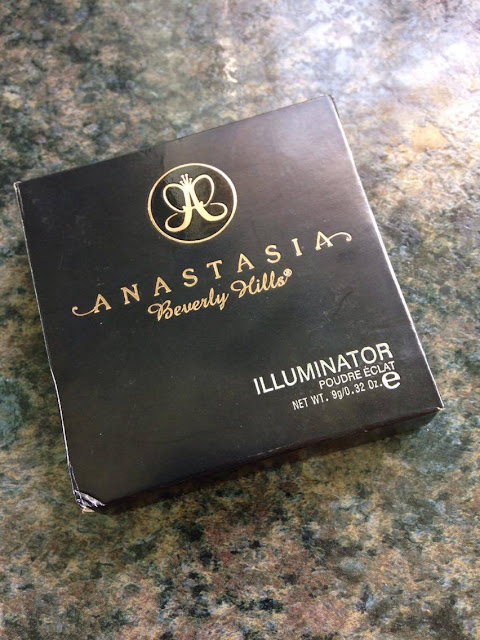 A
ANASTASIA
Beverly Hills®
ILLUMINATOR
POUDRE ÉCLAT
NET WT. 9g/0.32 Oz. ℮